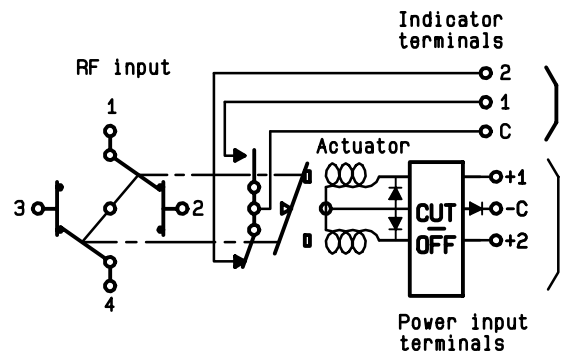 Indicator
terminals
RF input
2
1
C
1
Actuator
3
2
+1
-C
+2
CUT
OFF
4
Power input
terminals